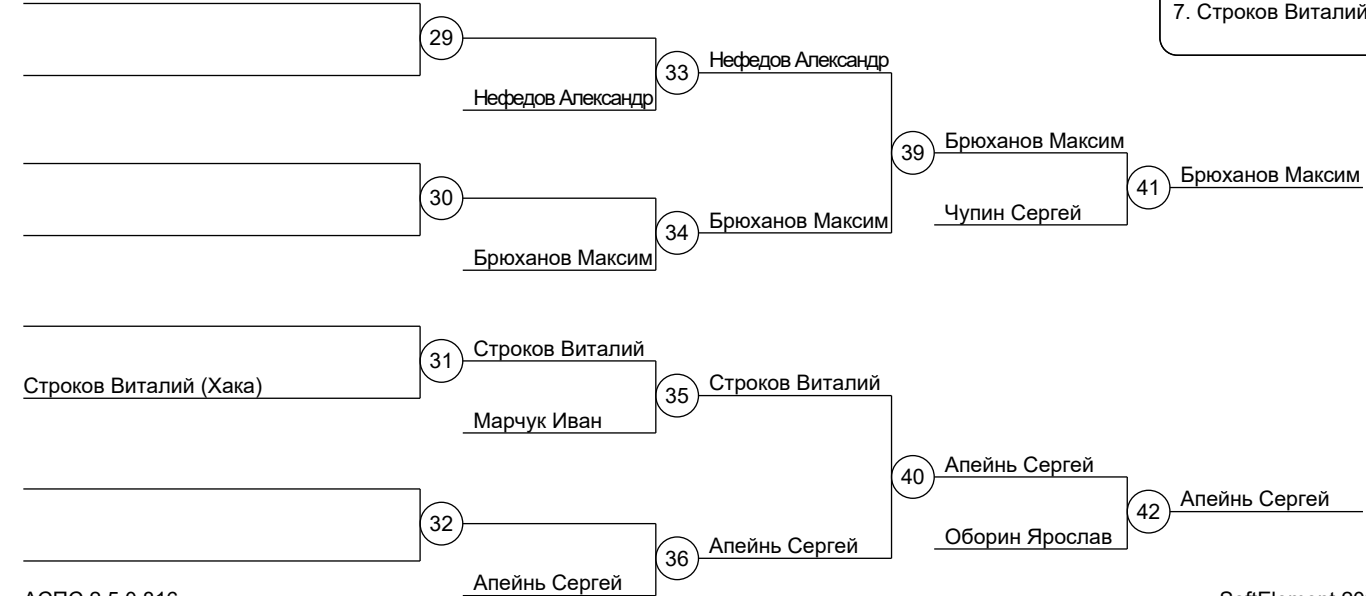 7. Строков Виталий
29
Нефедов Александр
33
Нефедов Александр
39
Брюханов Максим
41
Брюханов Максим
30
Чупин Сергей
34
Брюханов Максим
Брюханов Максим
31
Строков Виталий
Строков Виталий (Хака)
35
Строков Виталий
Марчук Иван
40
Апейнь Сергей
42
Апейнь Сергей
32
Оборин Ярослав
36
Апейнь Сергей
Апейнь Сергей